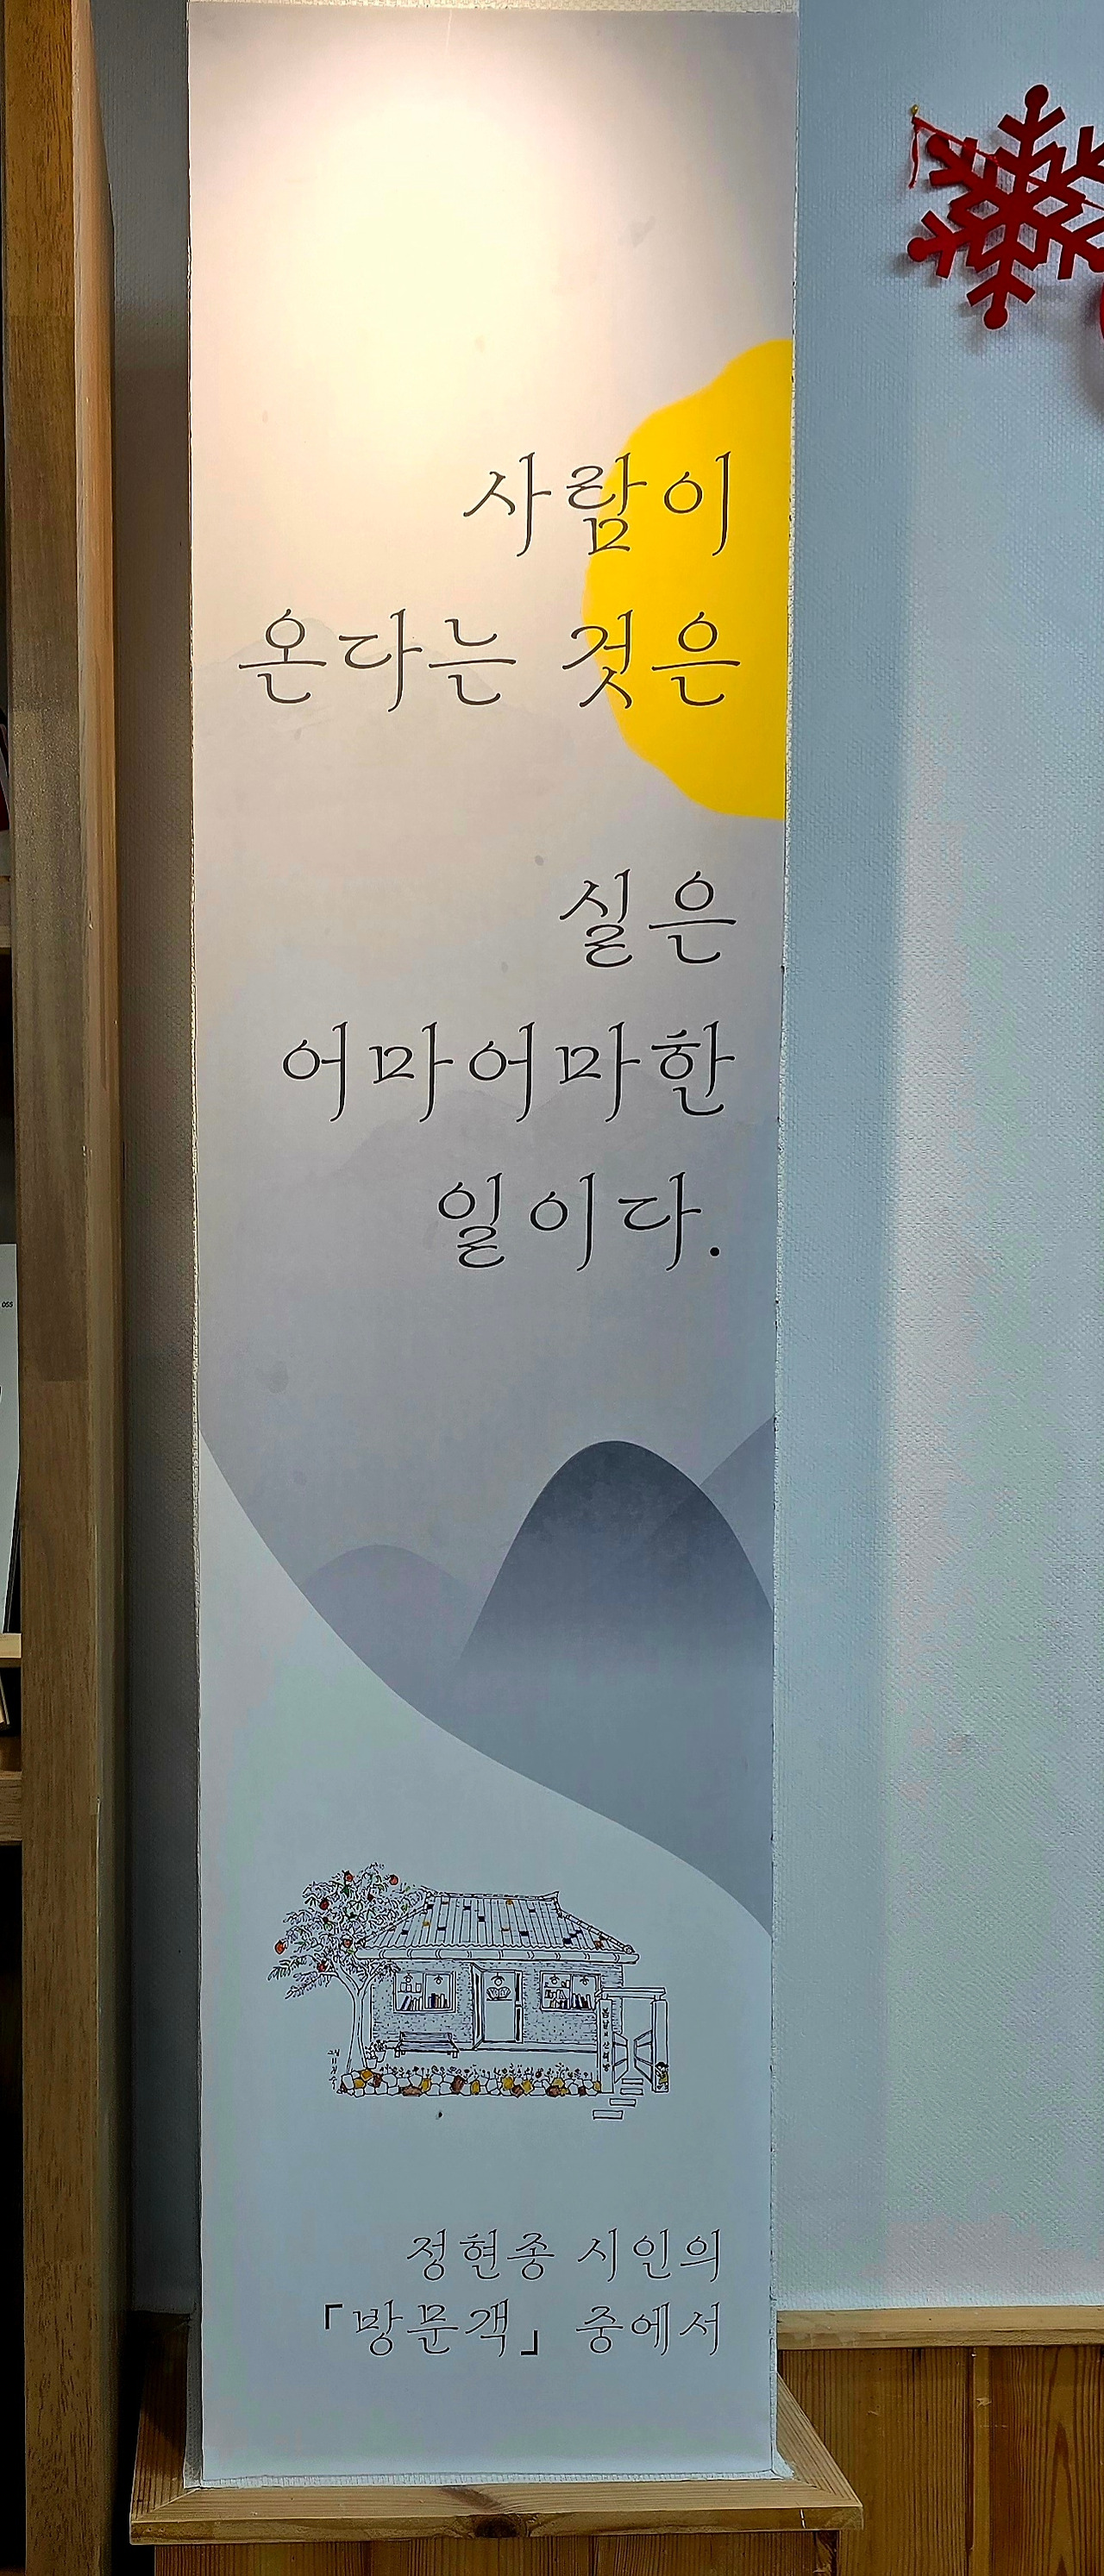 사람이
온다는 것은
실은
어마어마한
일이다.
정현종 시인의
「방문객」 중에서
055